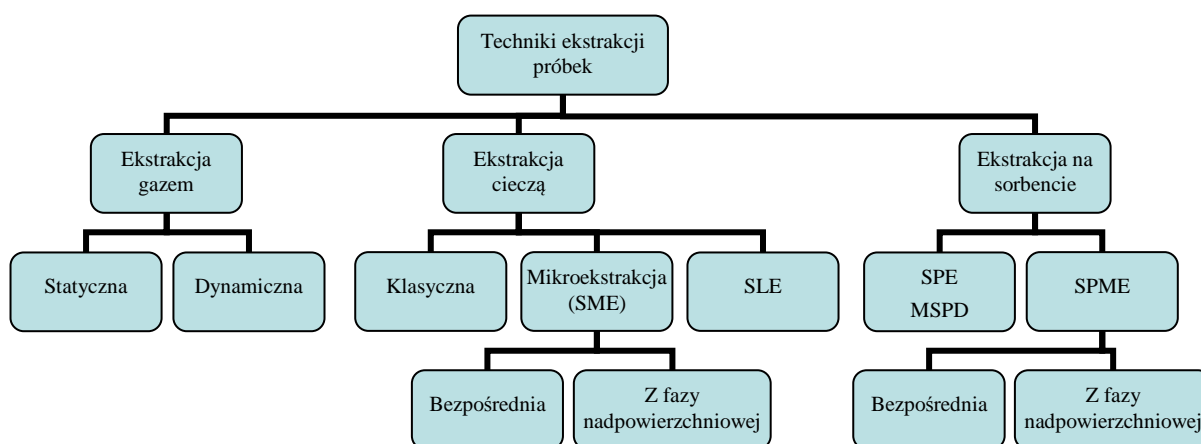 Techniki ekstrakcji
próbek
Ekstrakcja
gazem
Ekstrakcja
cieczą
Ekstrakcja na
sorbencie
Statyczna
Dynamiczna
Klasyczna
Mikroekstrakcja
(SME)
SLE
SPE
MSPD
SPME
Bezpośrednia
Z fazy
nadpowierzchniowej
Bezpośrednia
Z fazy
nadpowierzchniowej